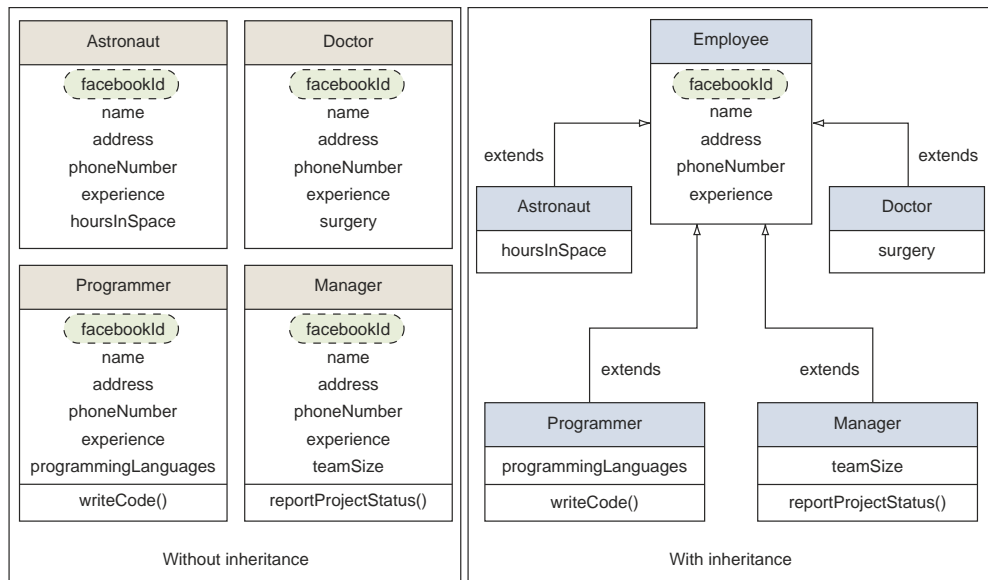 Astronaut
facebookId
name
address
phoneNumber
experience
hoursInSpace
Doctor
facebookId
name
address
phoneNumber
experience
surgery
Programmer
facebookId
name
address
phoneNumber
experience
programmingLanguages
writeCode()
Manager
facebookId
name
address
phoneNumber
experience
teamSize
reportProjectStatus()
Without inheritance
Employee
facebookId
name
address
phoneNumber
experience
extends
extends
Astronaut
hoursInSpace
Doctor
surgery
extends
extends
Programmer
programmingLanguages
writeCode()
Manager
teamSize
reportProjectStatus()
With inheritance